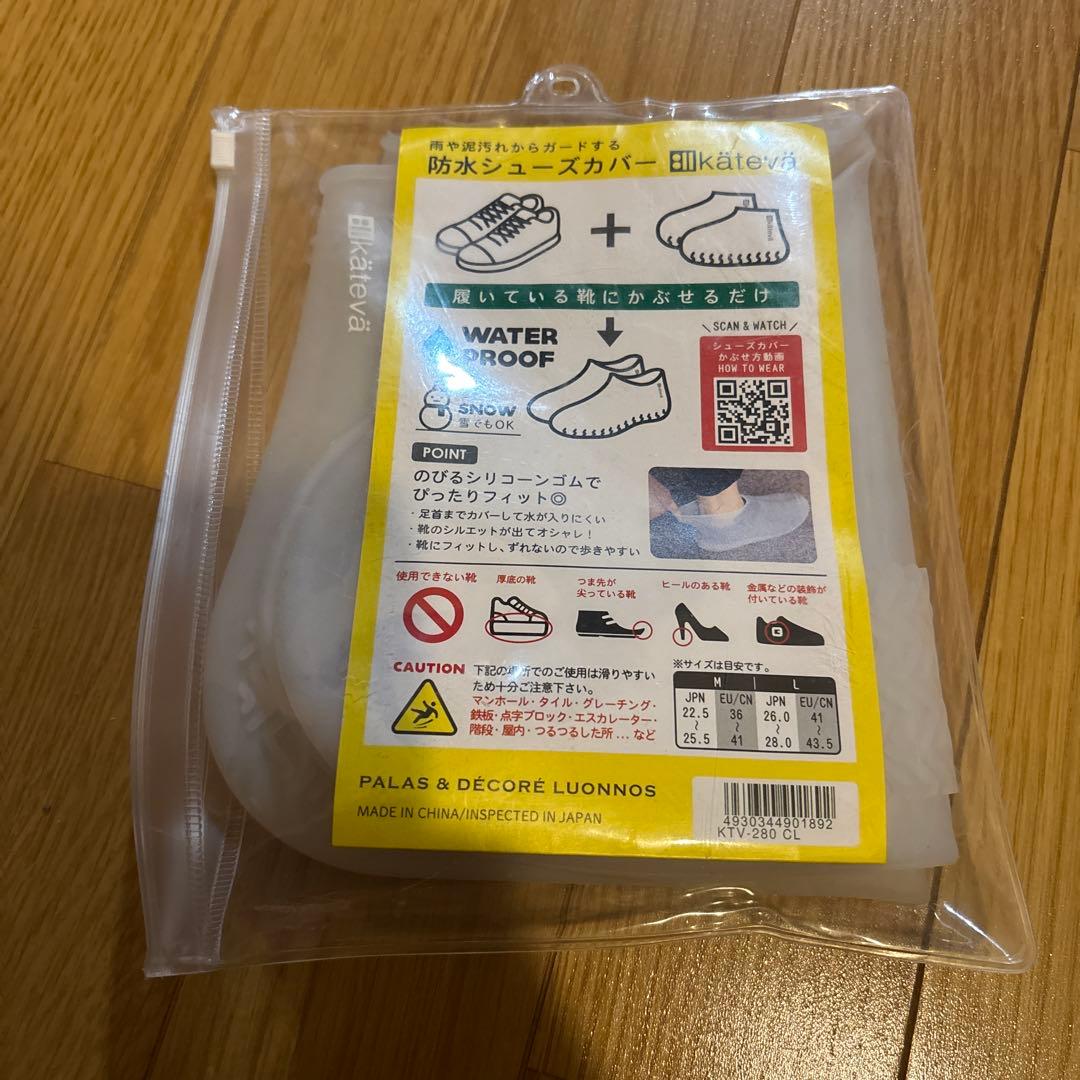 雨や泥汚れからガードする
防水シューズカバー kätevä
kätevä
履いている靴にかぶせるだけ
WATER
PROOF
SNOW
雪でもOK
SCAN & WATCH
シューズカバー
かぶせ方動画
HOW TO WEAR
POINT
のびるシリコーンゴムで
ぴったりフィット◎
・足首までカバーして水が入りにくい
・靴のシルエットが出てオシャレ！
・靴にフィットし、ずれないので歩きやすい
使用できない靴
厚底の靴
つま先が
尖っている靴
ヒールのある靴
金属などの装飾が
付いている靴
CAUTION
下記の場所でのご使用は滑りやすい
ため十分ご注意下さい。
マンホール・タイル・グレーチング・
鉄板・点字ブロック・エスカレーター・
階段・屋内・つるつるした所…など
※サイズは目安です。
M L
JPN EU/CN JPN EU/CN
22.5 36 26.0 41
~ ~ ~ ~
25.5 41 28.0 43.5
PALAS & DÉCORÉ LUONNOS
MADE IN CHINA/INSPECTED IN JAPAN
4930344901892
KTV-280 CL